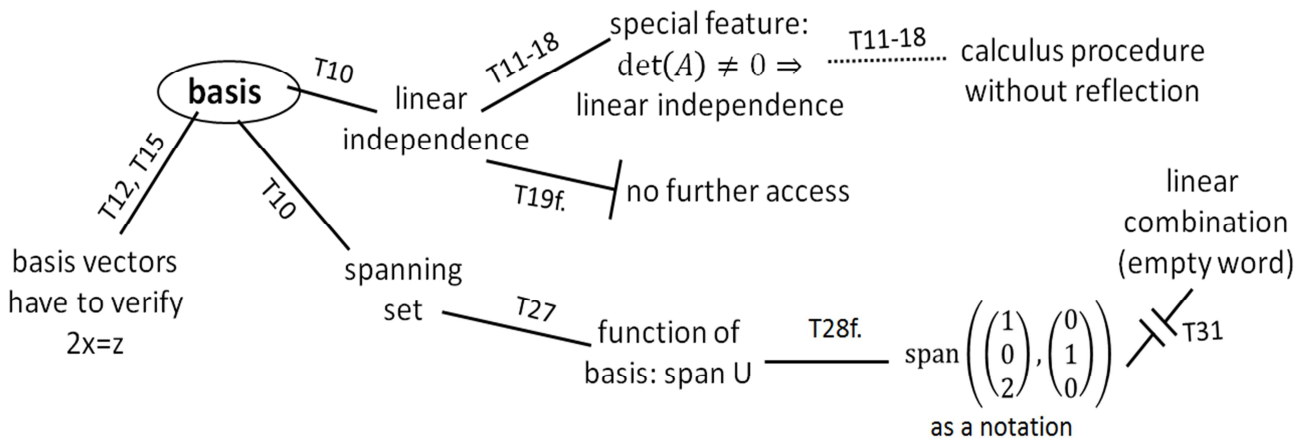 basis
T10
linear
independence
T11-18
special feature:
det(A) ≠ 0 ⇒
linear independence
T11-18
calculus procedure
without reflection
T19f.
no further access
T12, T15
basis vectors
have to verify
2x=z
T10
spanning
set
T27
function of
basis: span U
T28f.
span((1 0 2), (0 1 0))
as a notation
T31
linear
combination
(empty word)